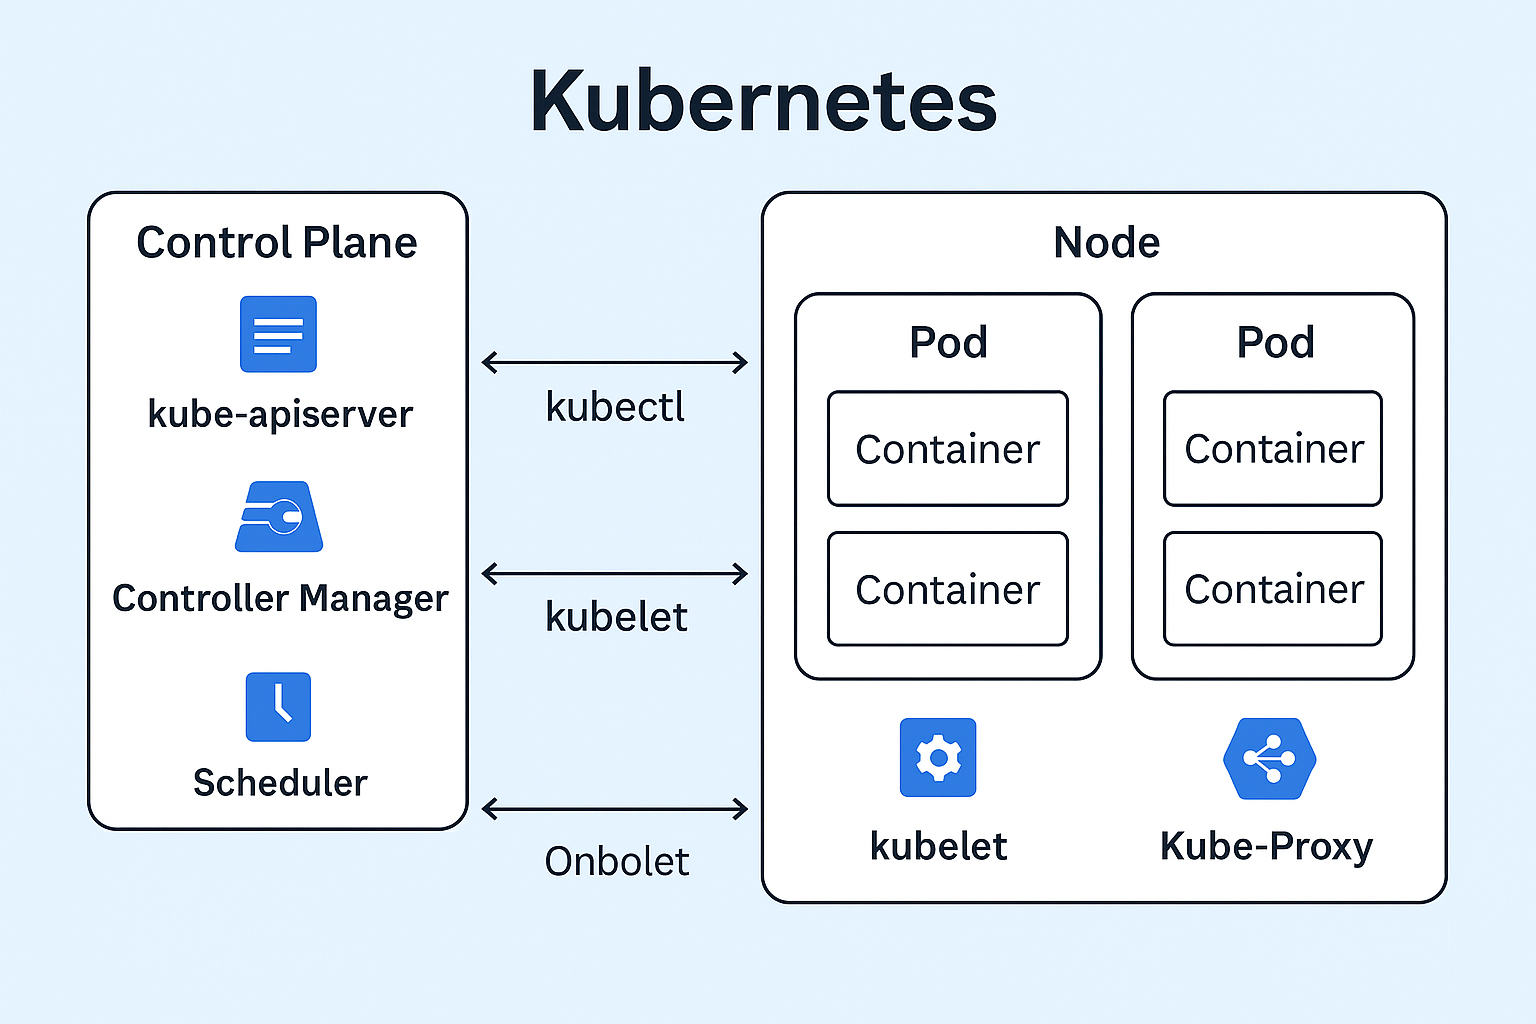 Kubernetes
Control Plane
kube-apiserver
Controller Manager
Scheduler
kubectl
kubelet
Onbolet
Node
Pod
Container
Container
Pod
Container
Container
kubelet
Kube-Proxy